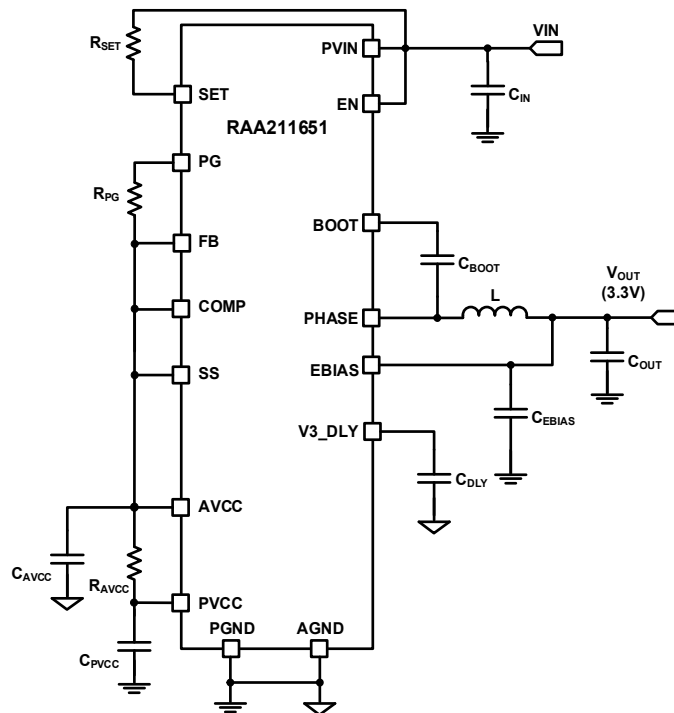 RSET
SET
PG
RPG
FB
COMP
SS
AVCC
CAVCC
RAVCC
PVCC
CPVCC
PGND
AGND
RAA211651
PVIN
EN
VIN
CIN
BOOT
CBOOT
PHASE
L
VOUT
(3.3V)
COUT
EBIAS
CEBIAS
V3_DLY
CDLY